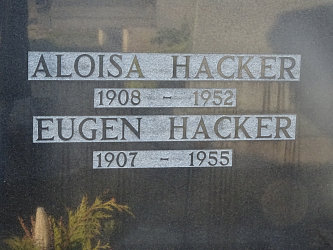 ALOISA HACKER
1908 - 1952
EUGEN HACKER
1907 - 1955